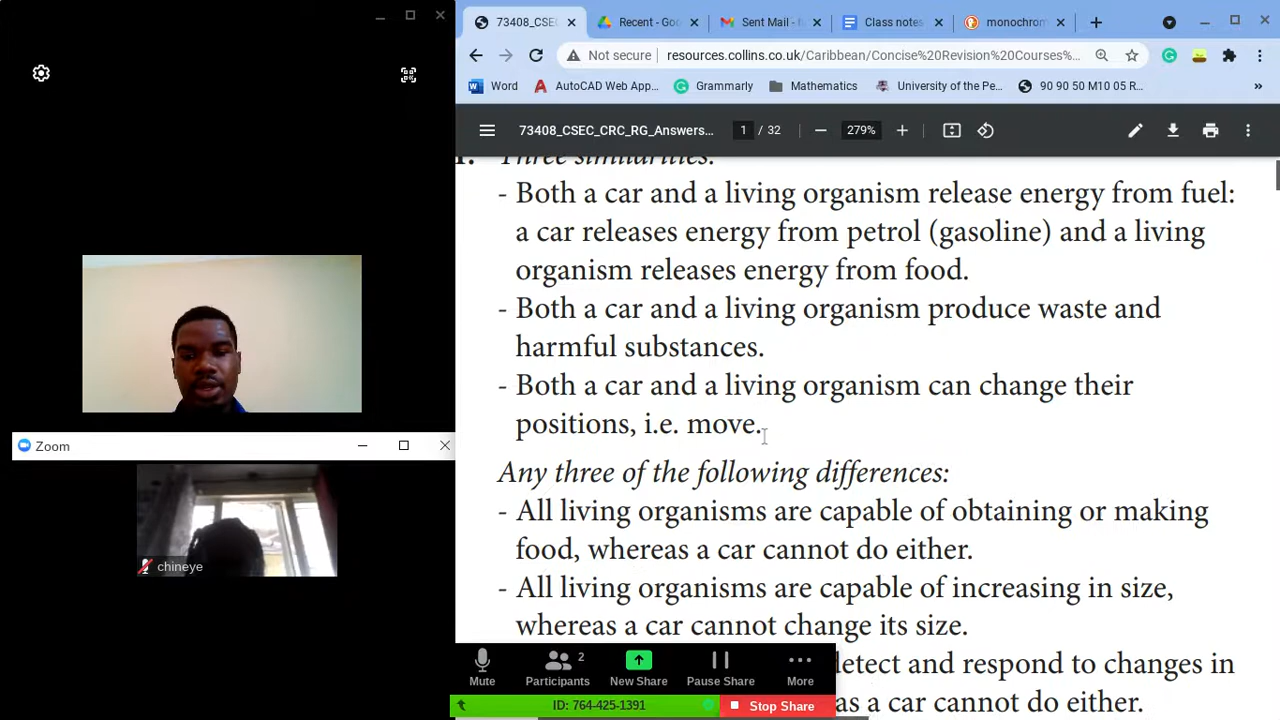 73408_CSEC
Recent - Goo
Sent Mail - f
Class notes
monochrom
Not secure
resources.collins.co.uk/Caribbean/Concise%20Revision%20Courses%...
Word
AutoCAD Web App...
Grammarly
Mathematics
University of the Pe...
90 90 50 M10 05 R...
»
73408_CSEC_CRC_RG_Answers...
1 / 32
279%
1. Three similarities:
- Both a car and a living organism release energy from fuel:
a car releases energy from petrol (gasoline) and a living
organism releases energy from food.
- Both a car and a living organism produce waste and
harmful substances.
- Both a car and a living organism can change their
positions, i.e. move.
Any three of the following differences:
- All living organisms are capable of obtaining or making
food, whereas a car cannot do either.
- All living organisms are capable of increasing in size,
whereas a car cannot change its size.
detect and respond to changes in
as a car cannot do either.
Zoom
chineye
Mute
Participants
2
New Share
Pause Share
More
ID: 764-425-1391
Stop Share